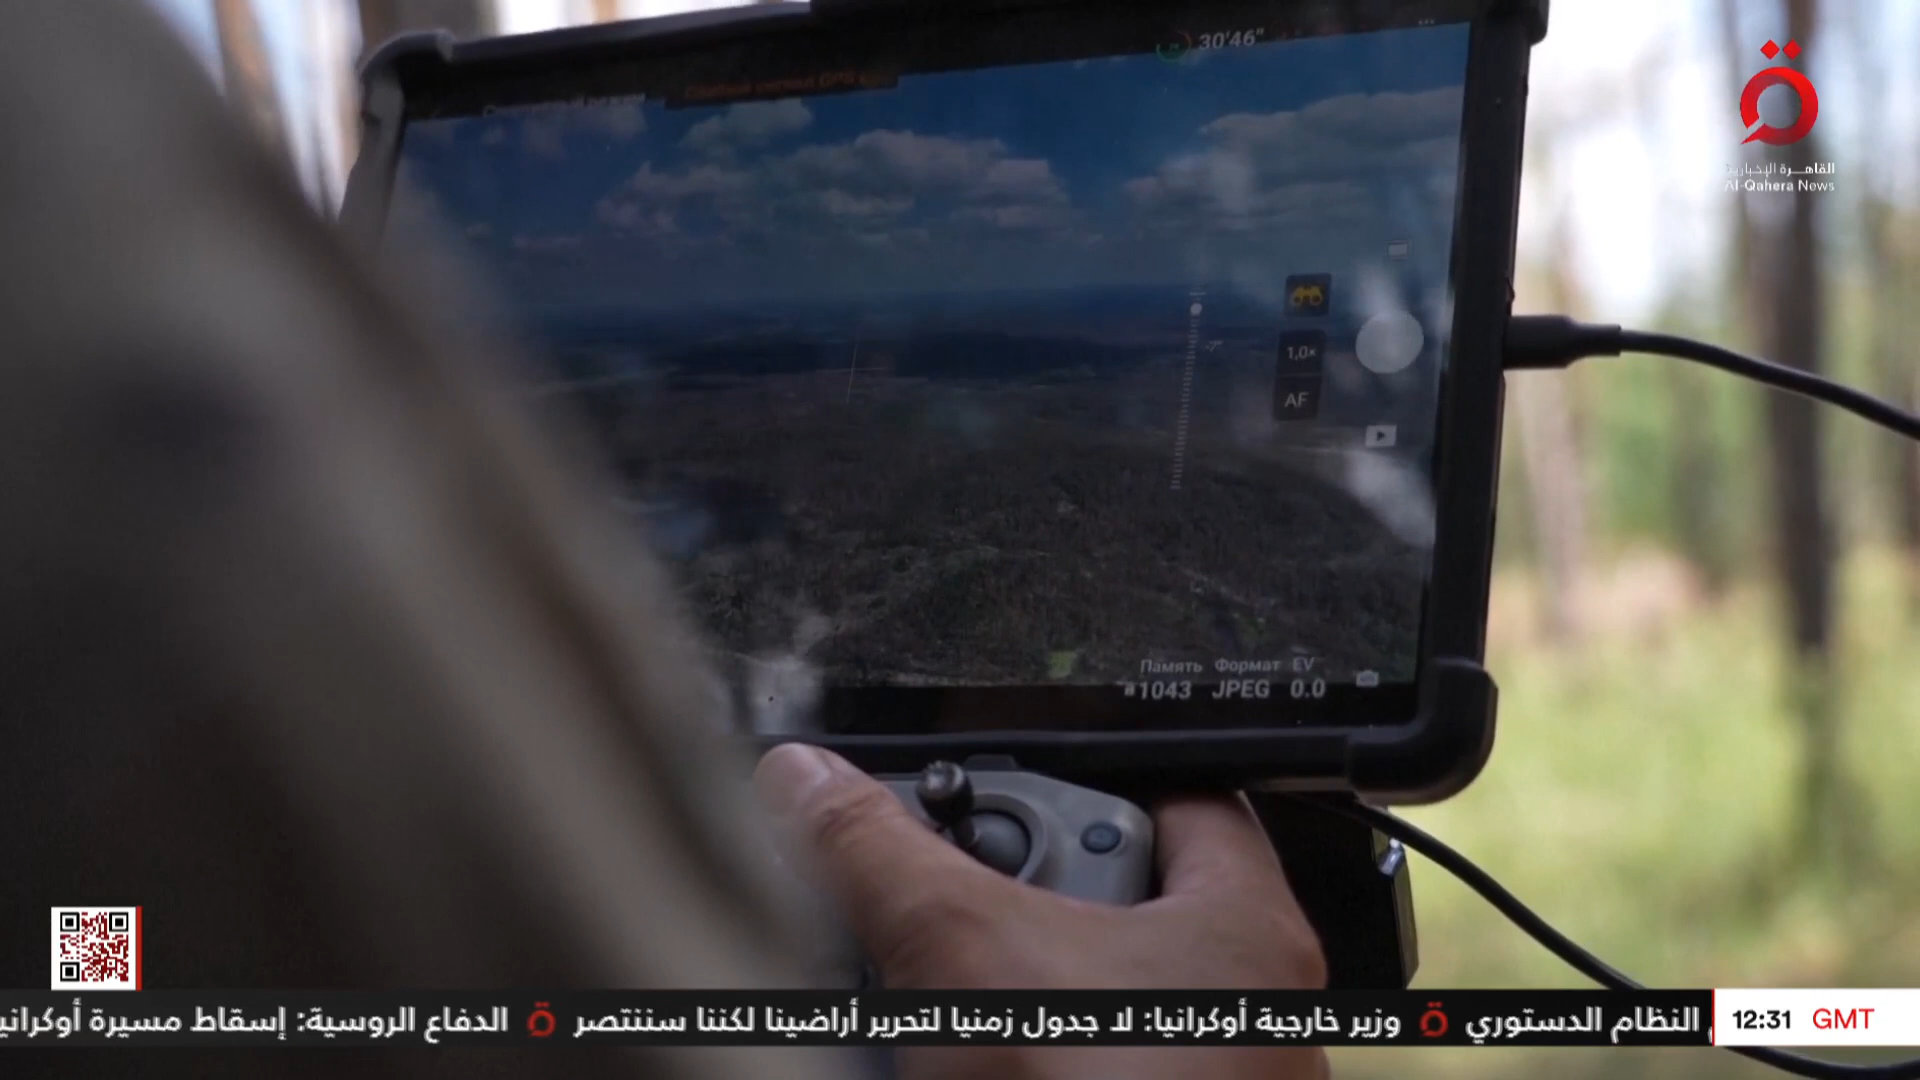 30'46"
القاهرة الإخبارية
Al-Qahera News
1,0×
AF
Память Формат EV
1043 JPEG 0.0
النظام الدستوري
وزير خارجية أوكرانيا: لا جدول زمنيا لتحرير أراضينا لكننا سننتصر
الدفاع الروسية: إسقاط مسيرة
12:31 GMT